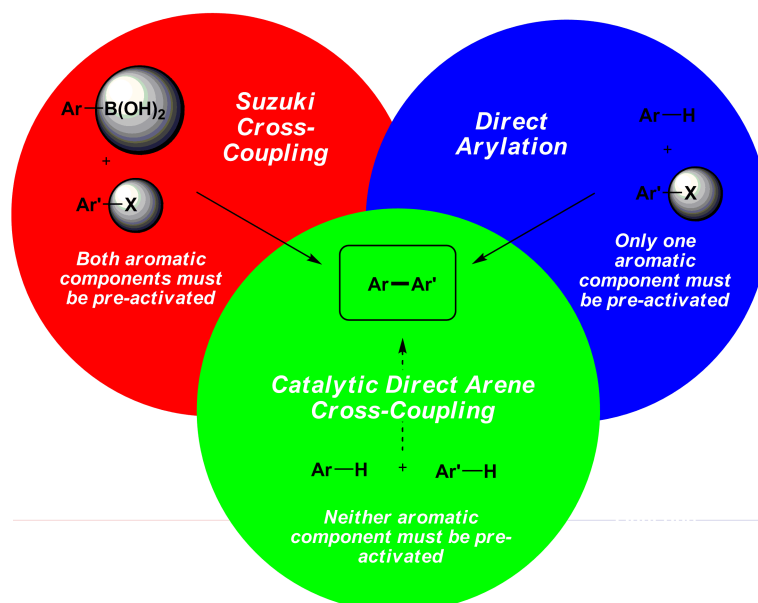 Ar—B(OH)₂
+
Ar'—X
Suzuki
Cross-
Coupling
Both aromatic
components must
be pre-activated
Direct
Arylation
Ar—H
+
Ar'—X
Only one
aromatic
component must
be pre-activated
Ar—Ar'
Catalytic Direct Arene
Cross-Coupling
Ar—H + Ar'—H
Neither aromatic
component must be pre-
activated